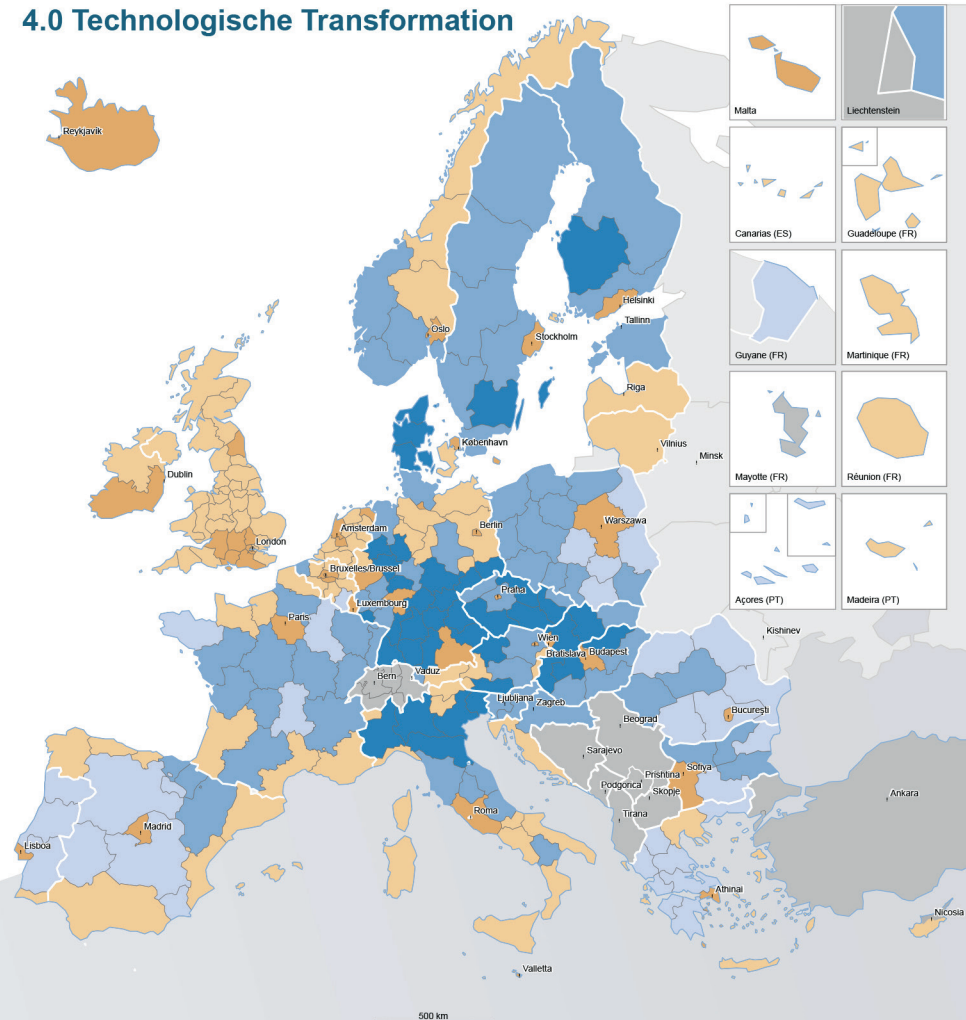 4.0 Technologische Transformation
Reykjavik
Malta
Liechtenstein
Canarias (ES)
Guadeloupe (FR)
Guyane (FR)
Martinique (FR)
Mayotte (FR)
Réunion (FR)
Açores (PT)
Madeira (PT)
Helsinki
Tallinn
Oslo
Stockholm
Riga
København
Vilnius
Minsk
Dublin
Amsterdam
Berlin
Warszawa
London
Bruxelles/Brussel
Luxembourg
Praha
Paris
Kishinev
Wien
Bratislava
Budapest
Vaduz
Bern
Ljubljana
Zagreb
Bucureşti
Beograd
Sarajevo
Prishtina
Sofiya
Podgorica
Skopje
Tirana
Ankara
Roma
Madrid
Lisboa
Athinai
Nicosia
Valletta
500 km